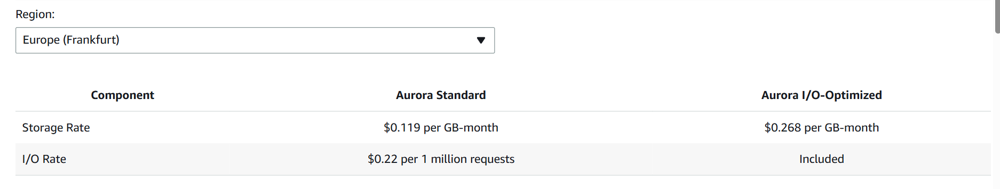 Region:
Europe (Frankfurt)
Component Aurora Standard Aurora I/O-Optimized
Storage Rate $0.119 per GB-month $0.268 per GB-month
I/O Rate $0.22 per 1 million requests Included